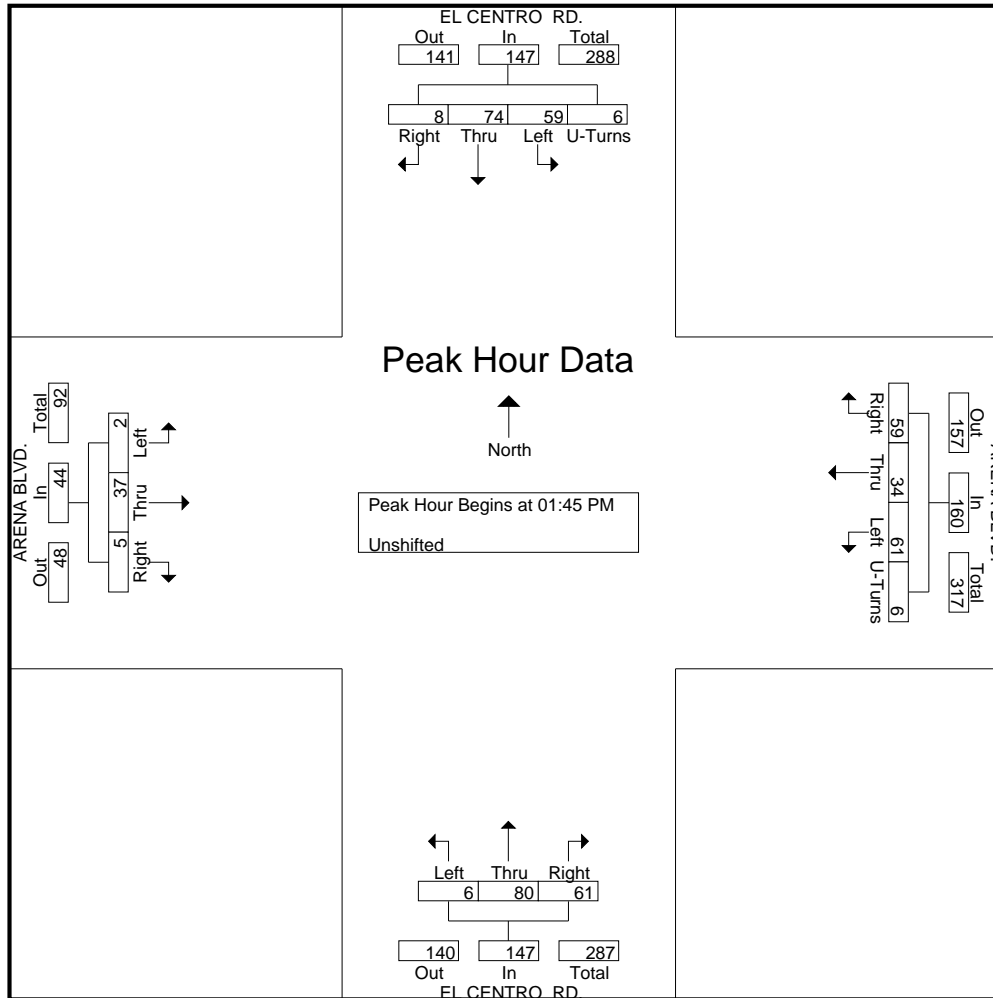 EL CENTRO RD.
Out In Total
141 147 288
8 74 59 6
Right Thru Left U-Turns
Peak Hour Data
North
Peak Hour Begins at 01:45 PM
Unshifted
ARENA BLVD.
Out In Total
48 44 92
Right Thru Left
5 37 2
Out In Total
157 160 317
59 34 61 6
Right Thru Left U-Turns
Left Thru Right
6 80 61
140 147 287
Out In Total
EL CENTRO RD.